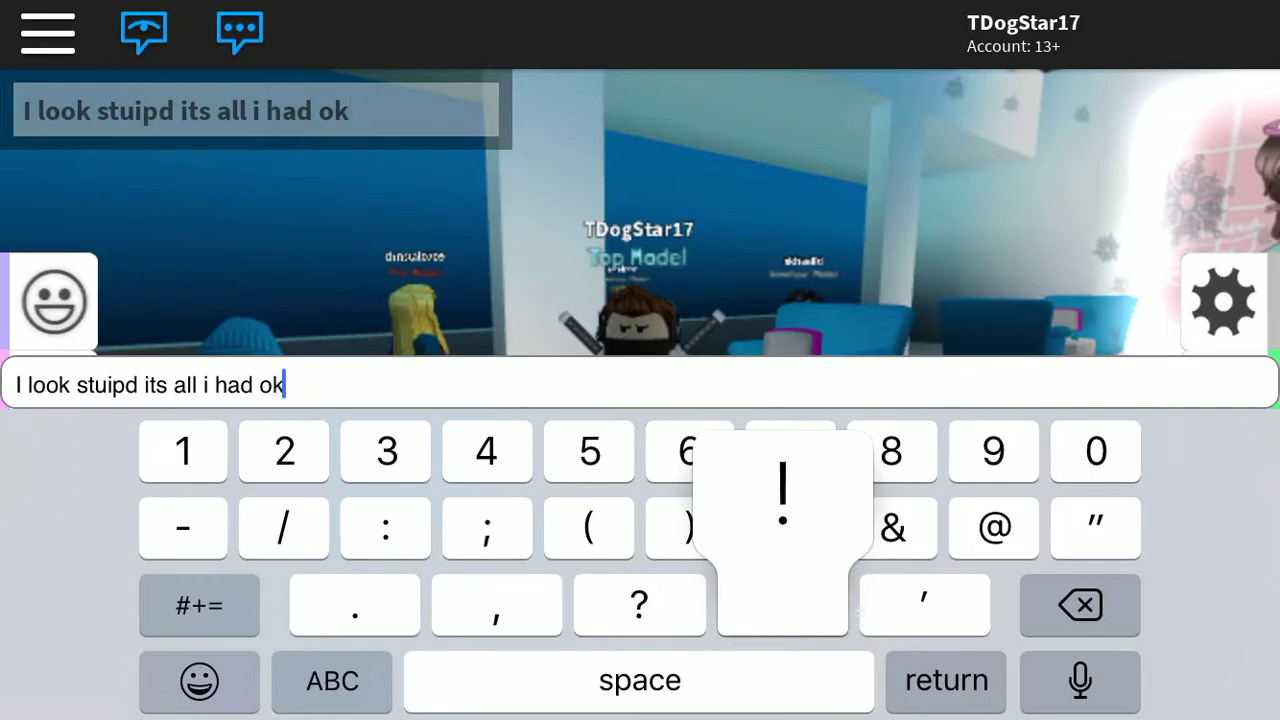 TDogStar17
Account: 13+
I look stuipd its all i had ok
TDogStar17
Top Model
I look stuipd its all i had ok
1 2 3 4 5 6 8 9 0
- / : ; ( ) ! & @ "
#+= . , ? '
ABC space return